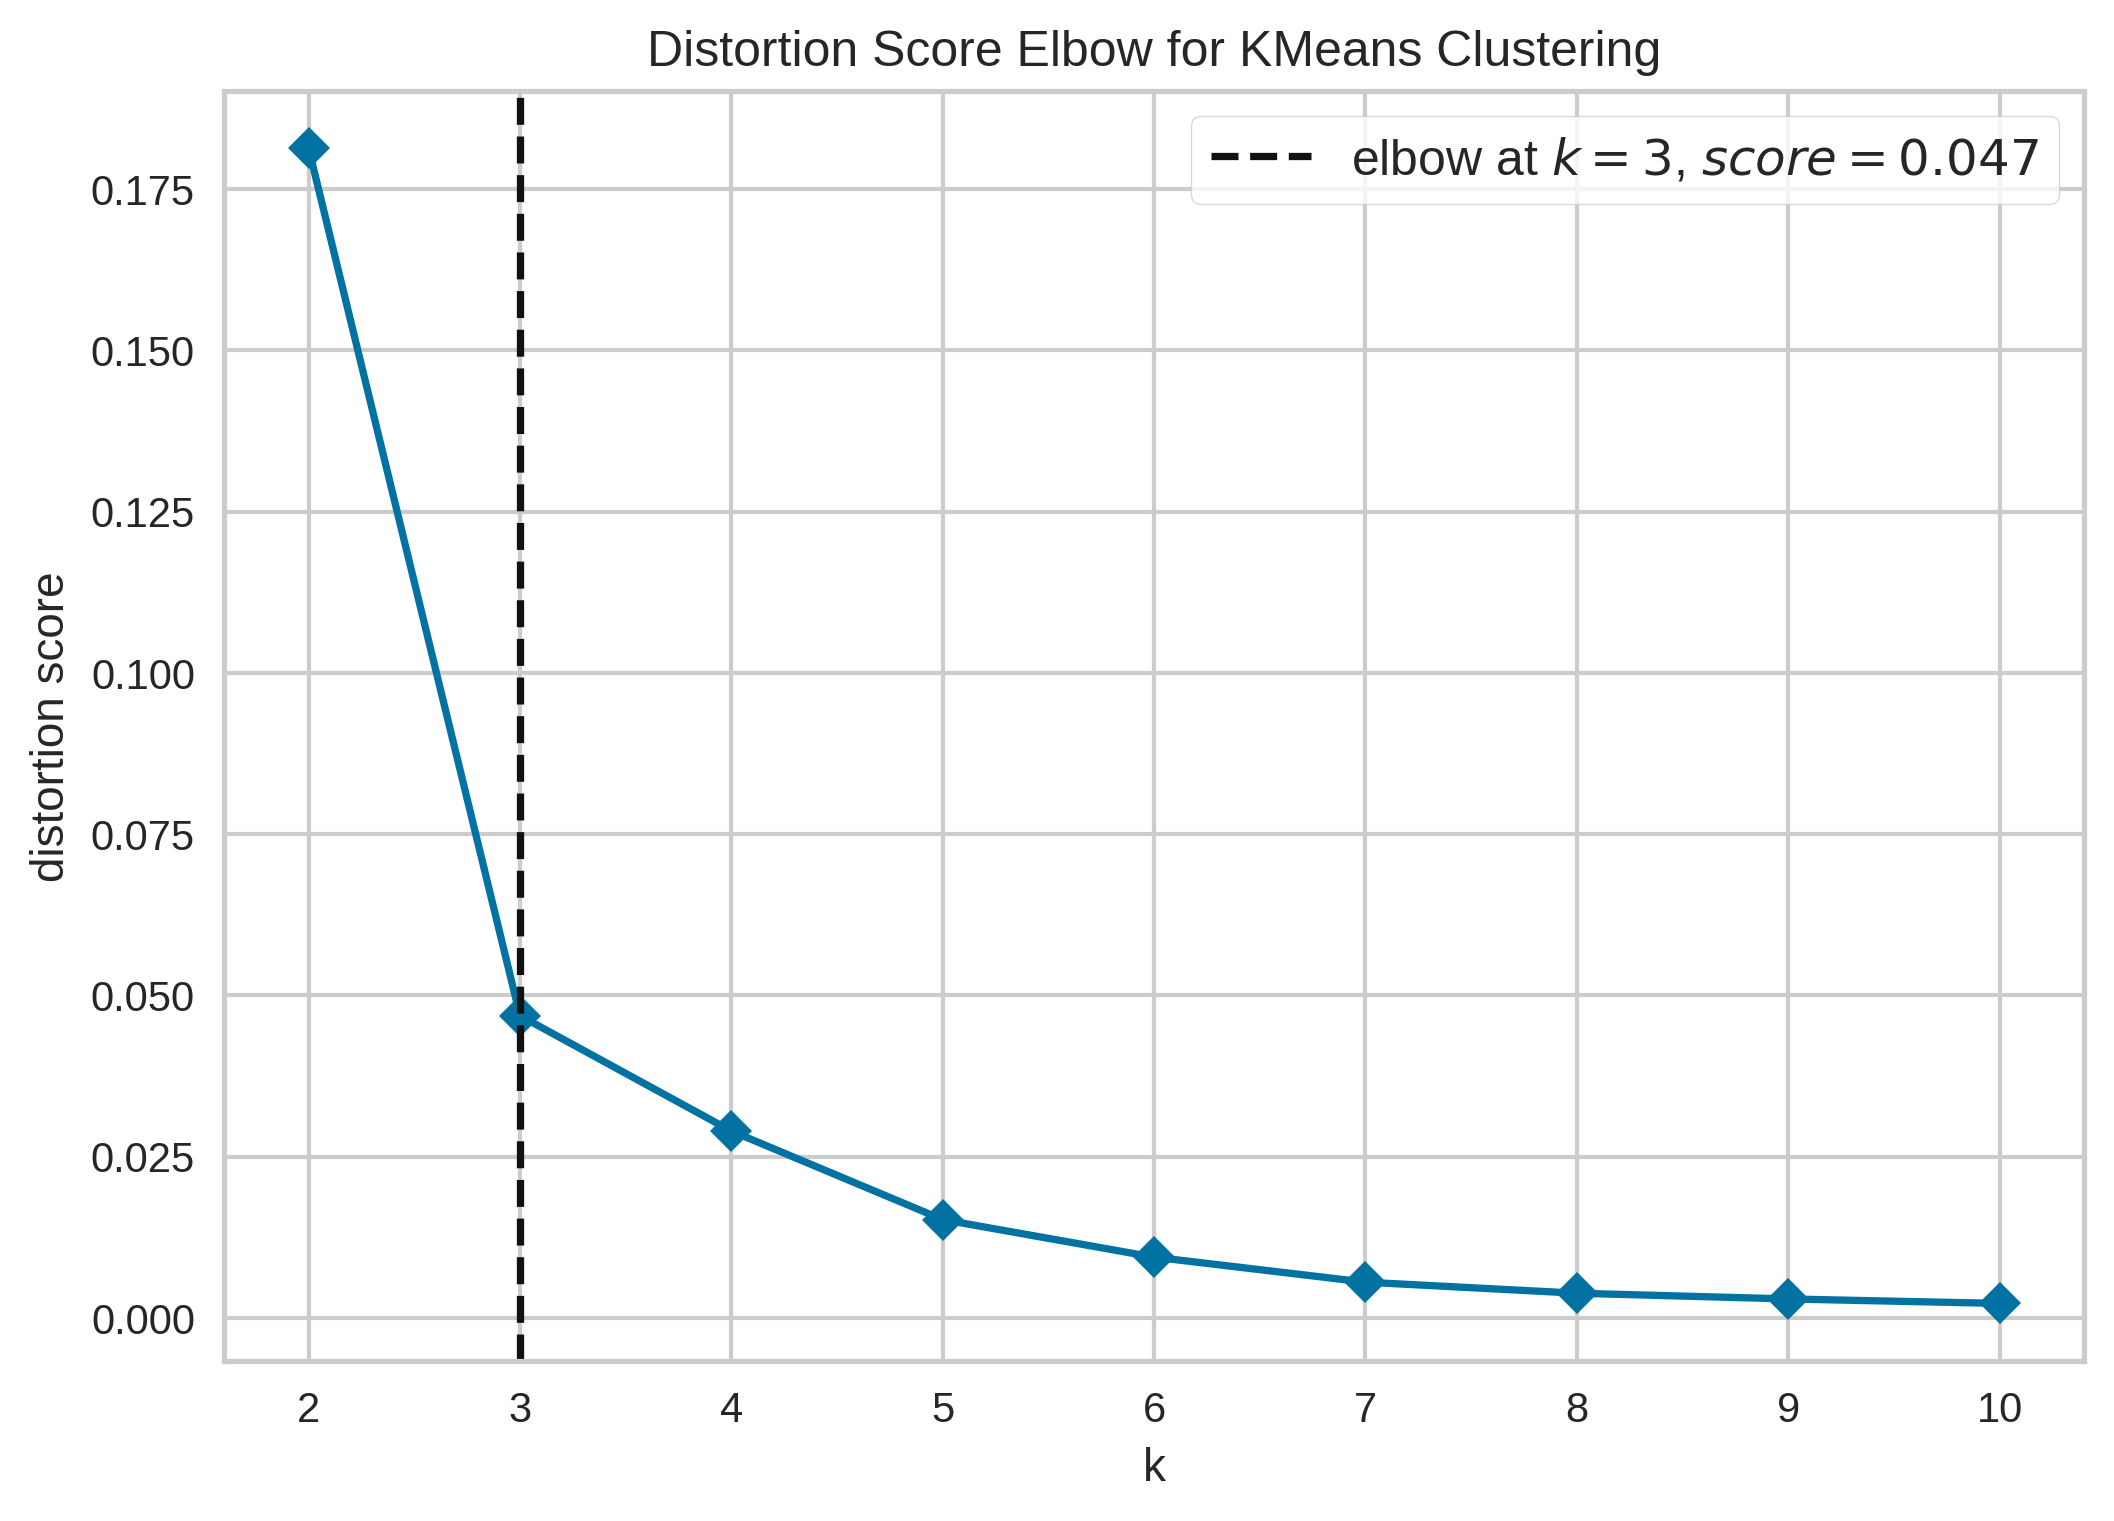 Distortion Score Elbow for KMeans Clustering
elbow at k = 3, score = 0.047
distortion score
0.175
0.150
0.125
0.100
0.075
0.050
0.025
0.000
2 3 4 5 6 7 8 9 10
k